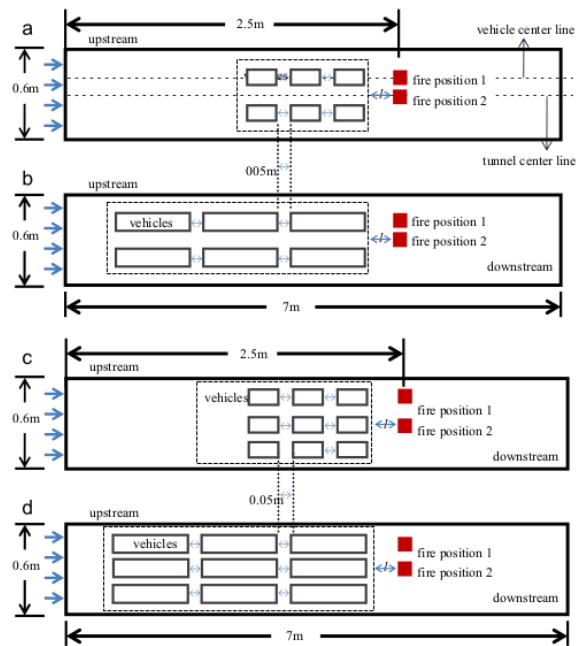 a
2.5m
vehicle center line
upstream
0.6m
fire position 1
l
fire position 2
tunnel center line
005m
b
upstream
0.6m
vehicles
fire position 1
l
fire position 2
downstream
7m
c
2.5m
upstream
0.6m
vehicles
fire position 1
l
fire position 2
downstream
0.05m
d
upstream
0.6m
vehicles
fire position 1
l
fire position 2
downstream
7m